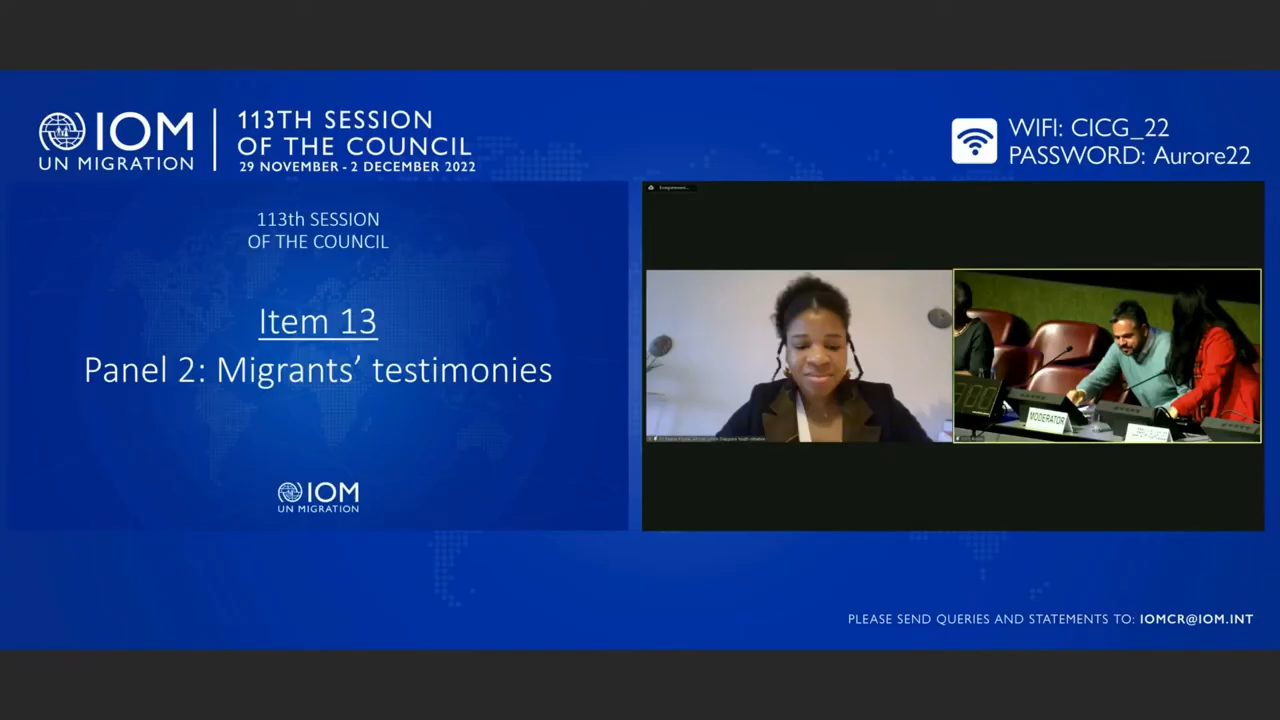 IOM
UN MIGRATION
113TH SESSION
OF THE COUNCIL
29 NOVEMBER - 2 DECEMBER 2022
WIFI: CICG_22
PASSWORD: Aurore22
113th SESSION
OF THE COUNCIL
Item 13
Panel 2: Migrants’ testimonies
IOM
UN MIGRATION
Enregistrement...
MODERATOR
PLEASE SEND QUERIES AND STATEMENTS TO: IOMCR@IOM.INT